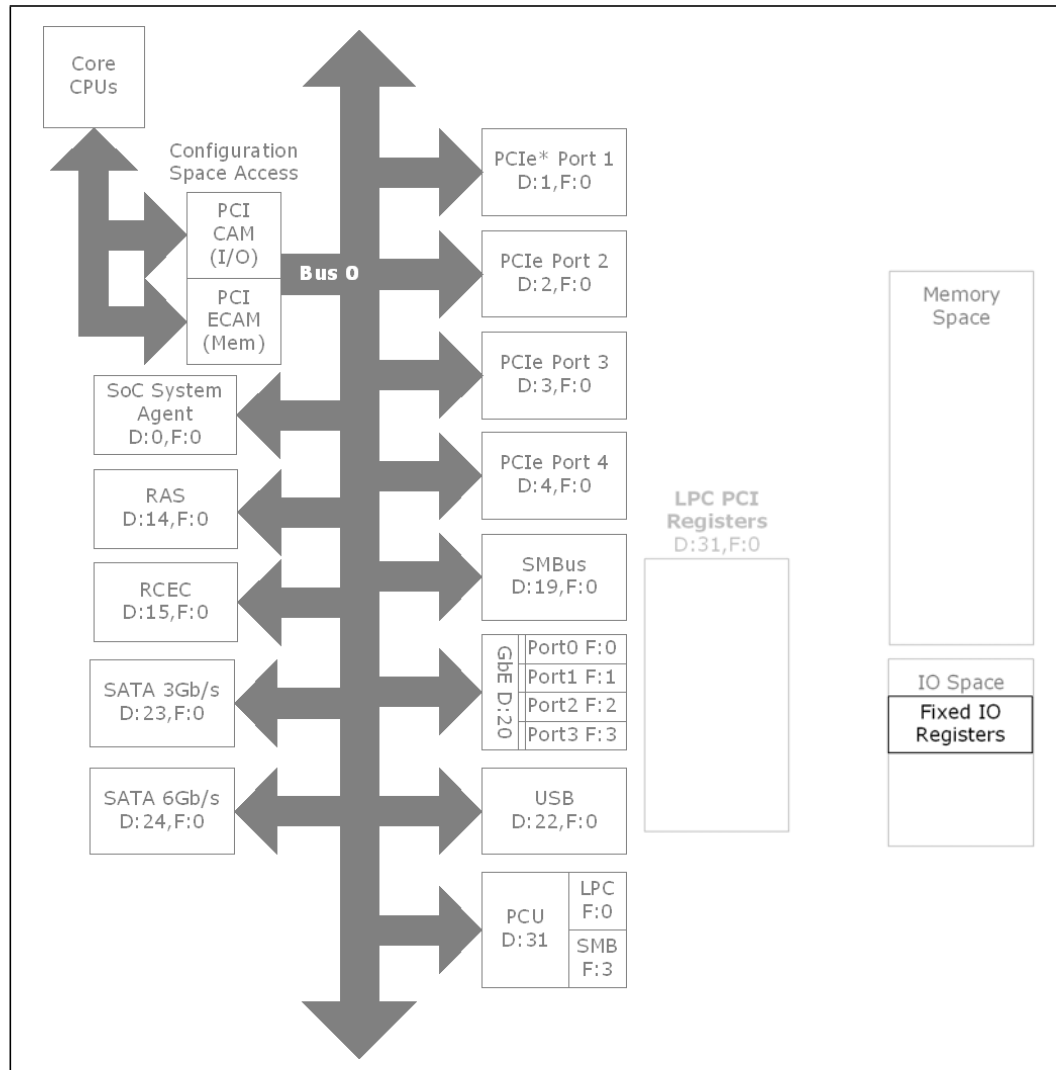 Core
CPUs
Configuration
Space Access
PCI
CAM
(I/O)
PCI
ECAM
(Mem)
Bus 0
SoC System
Agent
D:0,F:0
RAS
D:14,F:0
RCEC
D:15,F:0
SATA 3Gb/s
D:23,F:0
SATA 6Gb/s
D:24,F:0
PCIe* Port 1
D:1,F:0
PCIe Port 2
D:2,F:0
PCIe Port 3
D:3,F:0
PCIe Port 4
D:4,F:0
SMBus
D:19,F:0
GbE D:20
Port0 F:0
Port1 F:1
Port2 F:2
Port3 F:3
USB
D:22,F:0
PCU
D:31
LPC
F:0
SMB
F:3
LPC PCI
Registers
D:31,F:0
Memory
Space
IO Space
Fixed IO
Registers